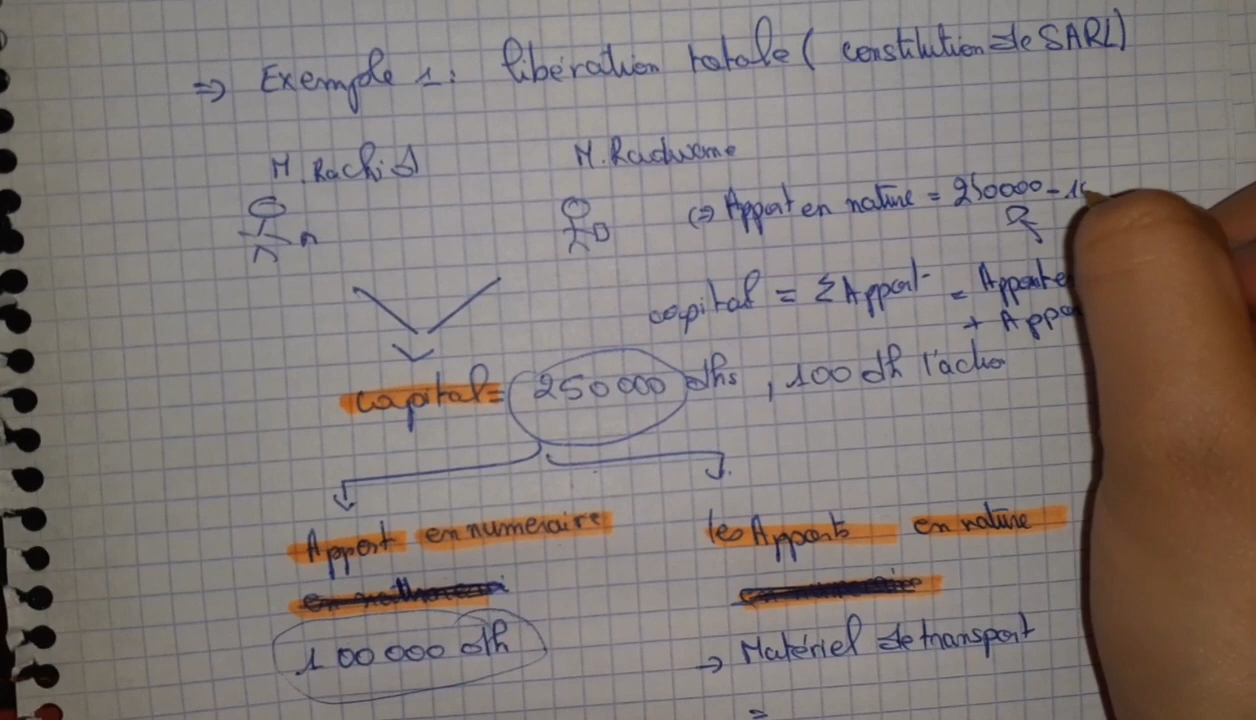 ⇒ Exemple 1: libération totale ( constitution de SARL)
M. Rachid
M. Radwane
⇔ Apport en nature = 250000 - 1
capital = Σ Apport = Apport e
+ Appo
capital = 250 000 dhs , 100 dh l'actio
Apport en numeraire
les Apports en nature
100 000 dh
→ Matériel de transport
=